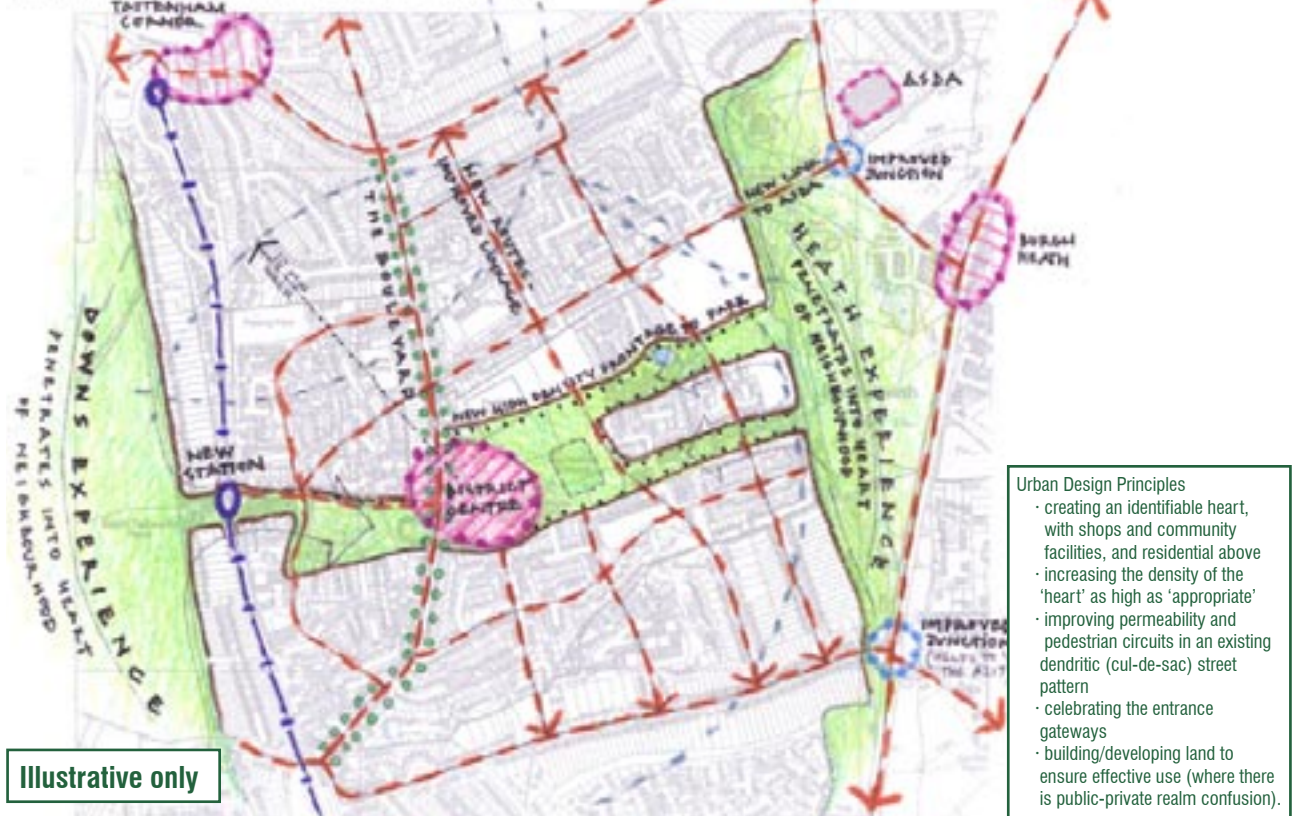 TATTENHAM
CORNER
ASDA
IMPROVED
JUNCTION
NEW LINK
TO ASDA
BURGH
HEATH
THE BOULEVARD
NEW ROUTES -
IMPROVED LINKAGE
HEATH EXPERIENCE
PENETRATES INTO HEART
OF NEIGHBOURHOOD
NEW HIGH DENSITY FRONTAGE TO PARK
DOWNS EXPERIENCE
PENETRATES INTO HEART
OF NEIGHBOURHOOD
NEW
STATION
DISTRICT
CENTRE
IMPROVED
JUNCTION
Illustrative only
Urban Design Principles
· creating an identifiable heart,
with shops and community
facilities, and residential above
· increasing the density of the
‘heart’ as high as ‘appropriate’
· improving permeability and
pedestrian circuits in an existing
dendritic (cul-de-sac) street
pattern
· celebrating the entrance
gateways
· building/developing land to
ensure effective use (where there
is public-private realm confusion).